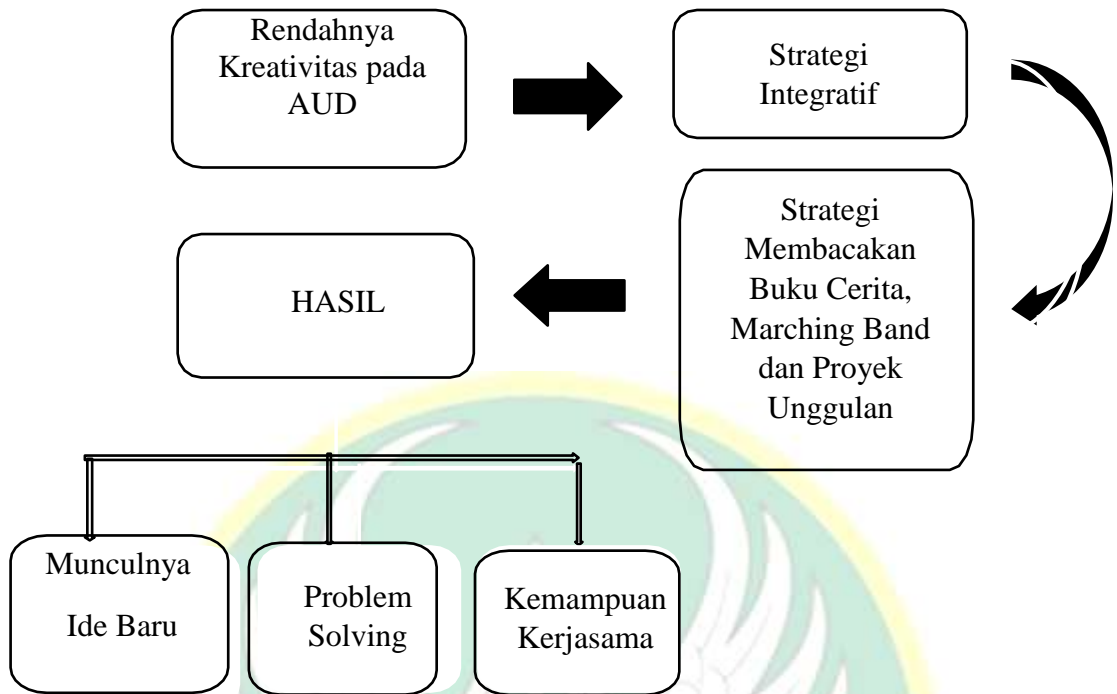 Rendahnya
Kreativitas pada
AUD
Strategi
Integratif
Strategi
Membacakan
Buku Cerita,
Marching Band
dan Proyek
Unggulan
HASIL
Munculnya
Ide Baru
Problem
Solving
Kemampuan
Kerjasama